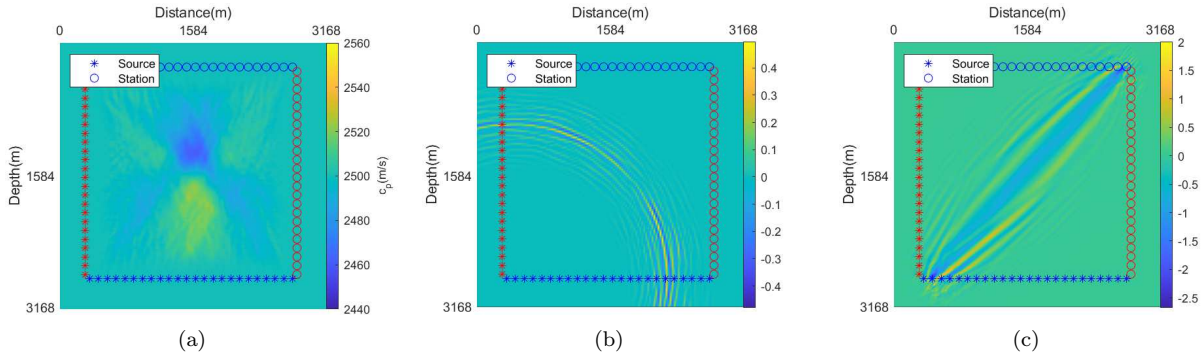 Distance(m)
0 1584 3168
Depth(m)
1584
3168
Source
Station
2560
2540
2520
2500
2480
2460
2440
c_p(m/s)
(a)
Distance(m)
0 1584 3168
Depth(m)
1584
3168
Source
Station
0.4
0.3
0.2
0.1
0
-0.1
-0.2
-0.3
-0.4
(b)
Distance(m)
0 1584 3168
Depth(m)
1584
3168
Source
Station
2
1.5
1
0.5
0
-0.5
-1
-1.5
-2
-2.5
(c)